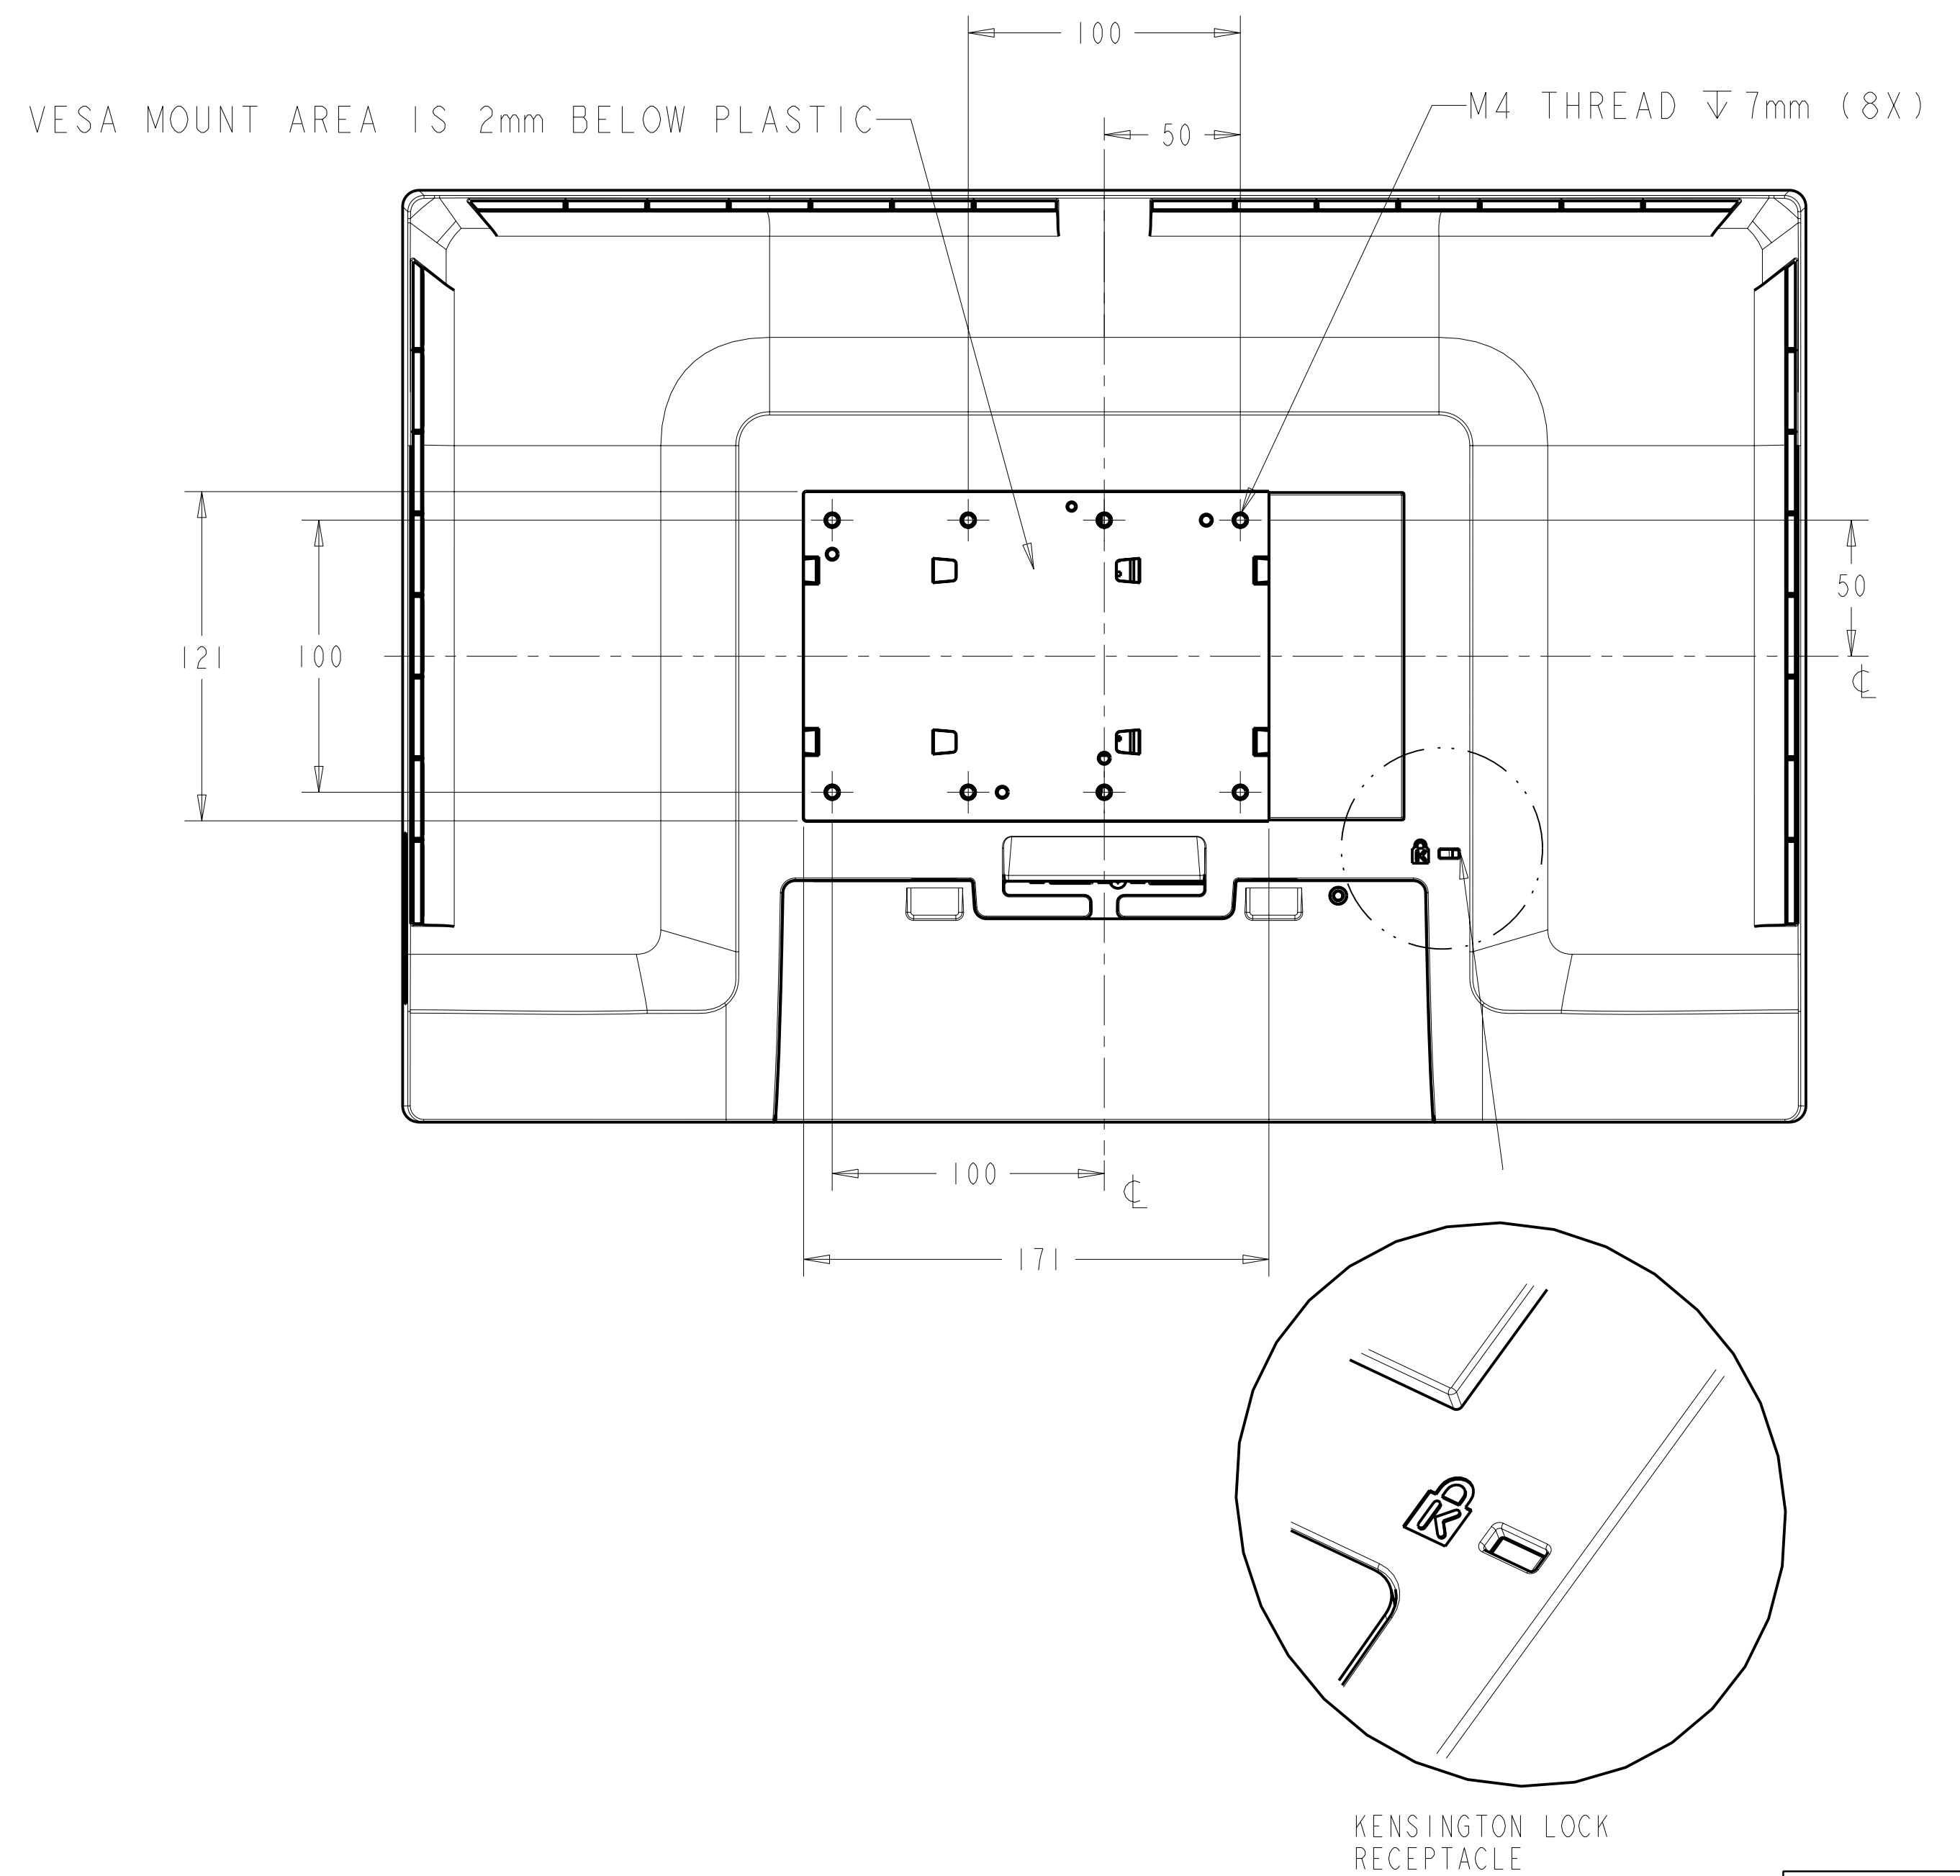 100
VESA MOUNT AREA IS 2mm BELOW PLASTIC
M4 THREAD ↧ 7mm (8X)
50
50
121
100
℄
100
℄
171
K
K
KENSINGTON LOCK
RECEPTACLE